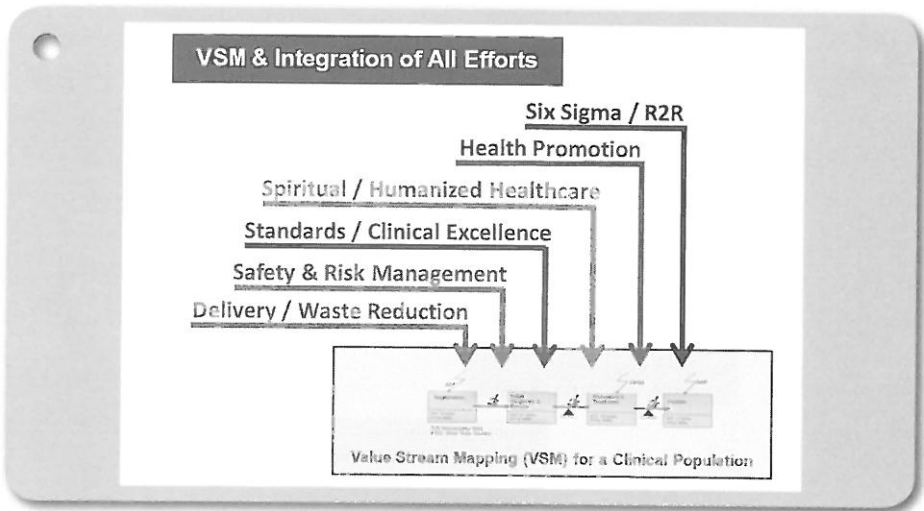 VSM & Integration of All Efforts
Six Sigma / R2R
Health Promotion
Spiritual / Humanized Healthcare
Standards / Clinical Excellence
Safety & Risk Management
Delivery / Waste Reduction
Value Stream Mapping (VSM) for a Clinical Population